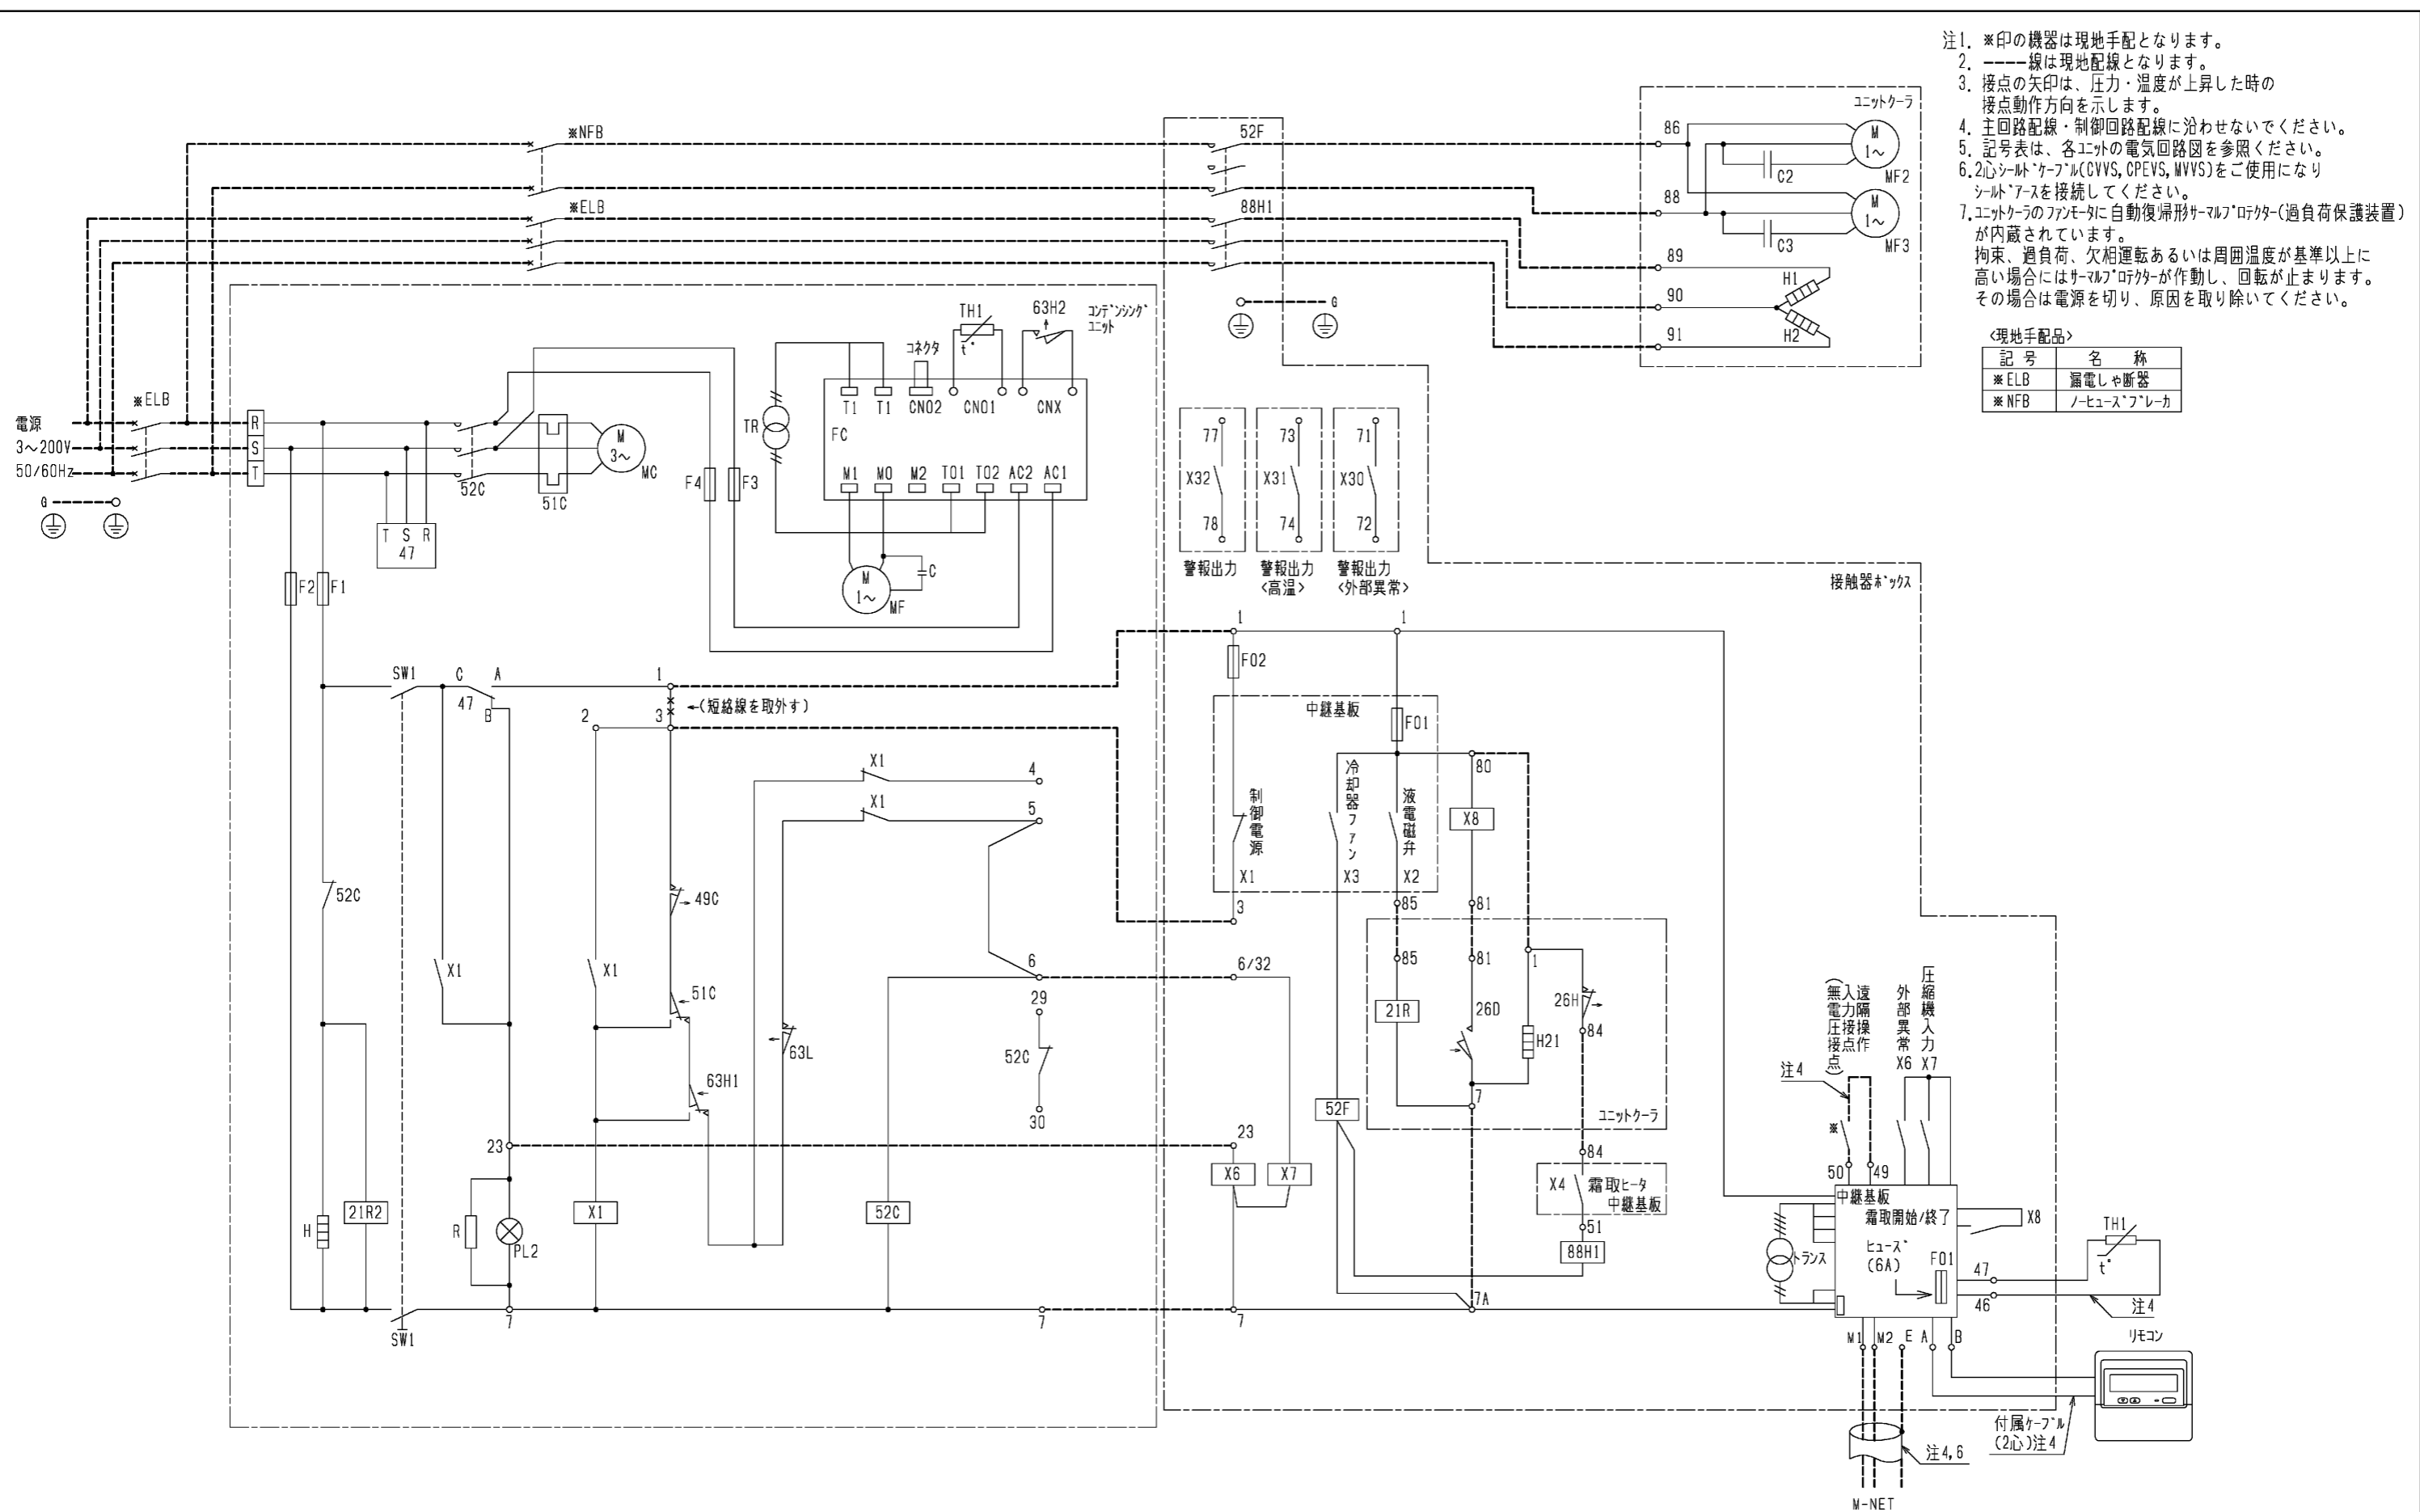 注1. ※印の機器は現地手配となります。
2. ----線は現地配線となります。
3. 接点の矢印は、圧力・温度が上昇した時の
接点動作方向を示します。
4. 主回路配線・制御回路配線に沿わせないでください。
5. 記号表は、各ﾕﾆｯﾄの電気回路図を参照ください。
6.2心ｼｰﾙﾄﾞｹｰﾌﾞﾙ(CVVS,CPEVS,MVVS)をご使用になり
ｼｰﾙﾄﾞｱｰｽを接続してください。
7.ﾕﾆｯﾄｸｰﾗのﾌｧﾝﾓｰﾀに自動復帰形ｻｰﾏﾙﾌﾟﾛﾃｸﾀｰ(過負荷保護装置)
が内蔵されています。
拘束、過負荷、欠相運転あるいは周囲温度が基準以上に
高い場合にはｻｰﾏﾙﾌﾟﾛﾃｸﾀｰが作動し、回転が止まります。
その場合は電源を切り、原因を取り除いてください。
<現地手配品>
記号 名称
※ELB 漏電しゃ断器
※NFB ﾉｰﾋｭｰｽﾞﾌﾞﾚｰｶ
※NFB
※ELB
52F
88H1
ﾕﾆｯﾄｸｰﾗ
86
88
89
90
91
M
1～
C2
MF2
M
1～
C3
MF3
H1
H2
G
電源
3～200V
50/60Hz
G
※ELB
R
S
T
52C
51C
M
3～
MC
T S R
47
F2
F1
F4
F3
ｺﾝﾃﾞﾝｼﾝｸﾞ
ﾕﾆｯﾄ
TH1
t°
63H2
ｺﾈｸﾀ
TR
T1 T1 CN02 CN01 CNX
FC
M1 M0 M2 T01 T02 AC2 AC1
M
1～
MF
C
77
X32
78
警報出力
73
X31
74
警報出力
<高温>
71
X30
72
警報出力
<外部異常>
接触器ﾎﾞｯｸｽ
SW1
C A
47
B
1
←(短絡線を取外す)
2
3
X1
4
X1
5
52C
X1
X1
49C
51C
63H1
63L
6
29
52C
30
23
H
21R2
R
PL2
X1
52C
SW1
7
7
1
1
F02
中継基板
F01
制御電源
X1
冷却器ファン
X3
液電磁弁
X2
80
X8
3
85
81
85
81
1
6/32
21R
26D
H21
26H
84
7
ﾕﾆｯﾄｸｰﾗ
52F
23
X6
X7
84
X4
霜取ﾋｰﾀ
中継基板
51
88H1
7
7A
遠隔操作
入力接点
(無電圧接点)
外部異常
X6
圧縮機入力
X7
注4
※
50
49
中継基板
霜取開始/終了
X8
ﾋｭｰｽﾞ
(6A)
F01
ﾄﾗﾝｽ
47
46
TH1
t°
注4
M1 M2 E A B
ﾘﾓｺﾝ
付属ｹｰﾌﾞﾙ
(2心)注4
注4,6
M-NET